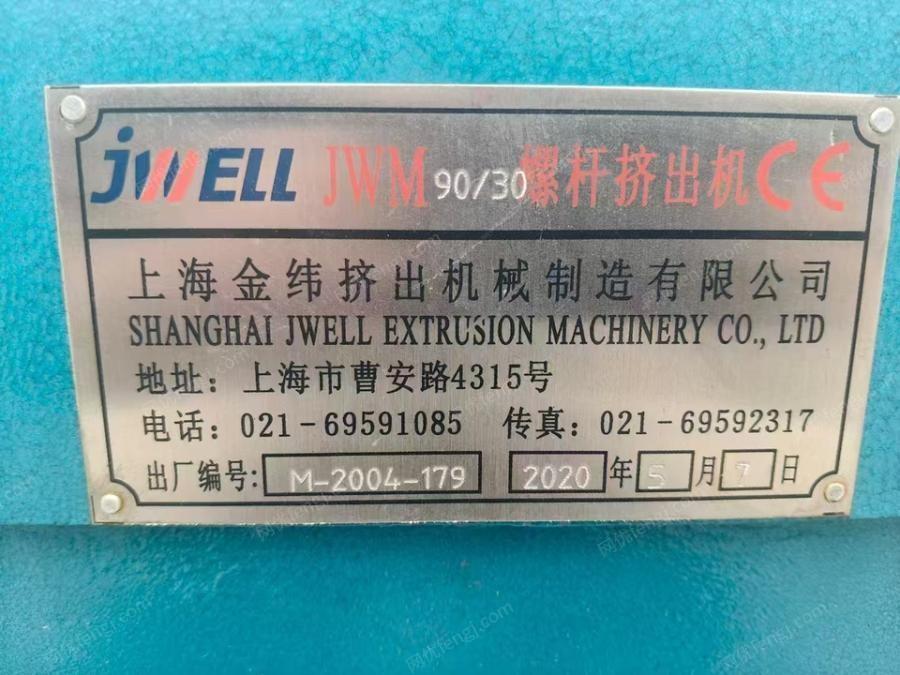 JWELL JWM 90/30 螺杆挤出机 CE
上海金纬挤出机械制造有限公司
SHANGHAI JWELL EXTRUSION MACHINERY CO., LTD
地址：上海市曹安路4315号
电话：021-69591085 传真：021-69592317
出厂编号: M-2004-179 2020 年 5 月 7 日